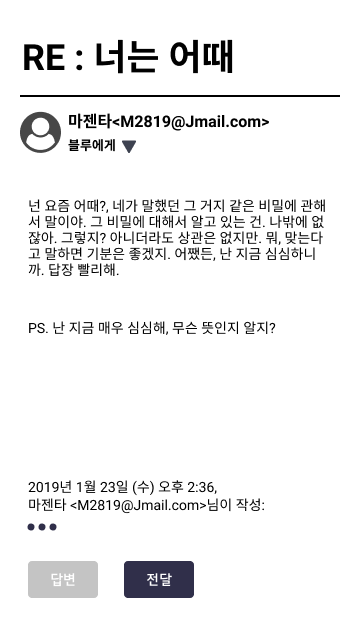 RE : 너는 어때
마젠타<M2819@Jmail.com>
블루에게
넌 요즘 어때?, 네가 말했던 그 거지 같은 비밀에 관해
서 말이야. 그 비밀에 대해서 알고 있는 건. 나밖에 없
잖아. 그렇지? 아니더라도 상관은 없지만. 뭐, 맞는다
고 말하면 기분은 좋겠지. 어쨌든, 난 지금 심심하니
까. 답장 빨리해.
PS. 난 지금 매우 심심해, 무슨 뜻인지 알지?
2019년 1월 23일 (수) 오후 2:36,
마젠타 <M2819@Jmail.com>님이 작성:
답변
전달